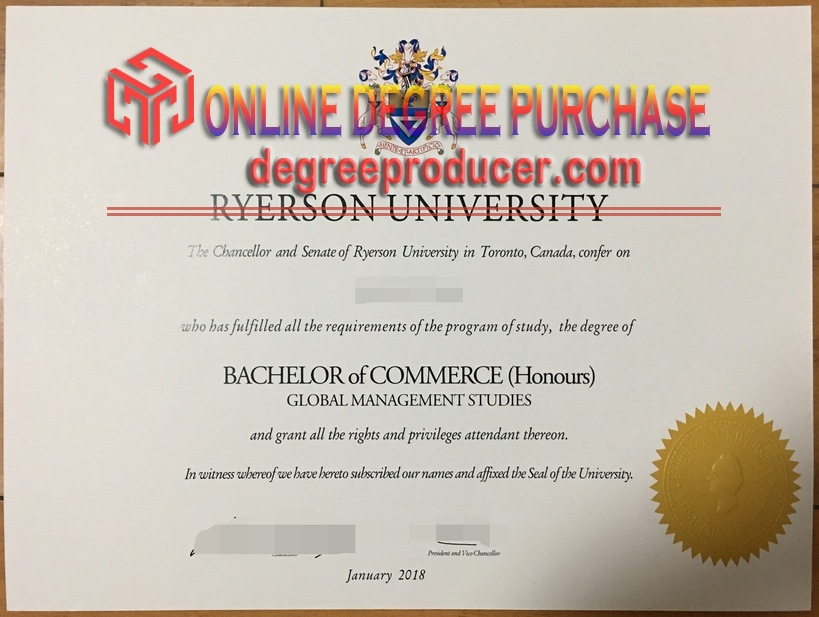 ONLINE DEGREE PURCHASE
degreeproducer.com
RYERSON UNIVERSITY
The Chancellor and Senate of Ryerson University in Toronto, Canada, confer on
who has fulfilled all the requirements of the program of study, the degree of
BACHELOR of COMMERCE (Honours)
GLOBAL MANAGEMENT STUDIES
and grant all the rights and privileges attendant thereon.
In witness whereof we have hereto subscribed our names and affixed the Seal of the University.
President and Vice-Chancellor
January 2018